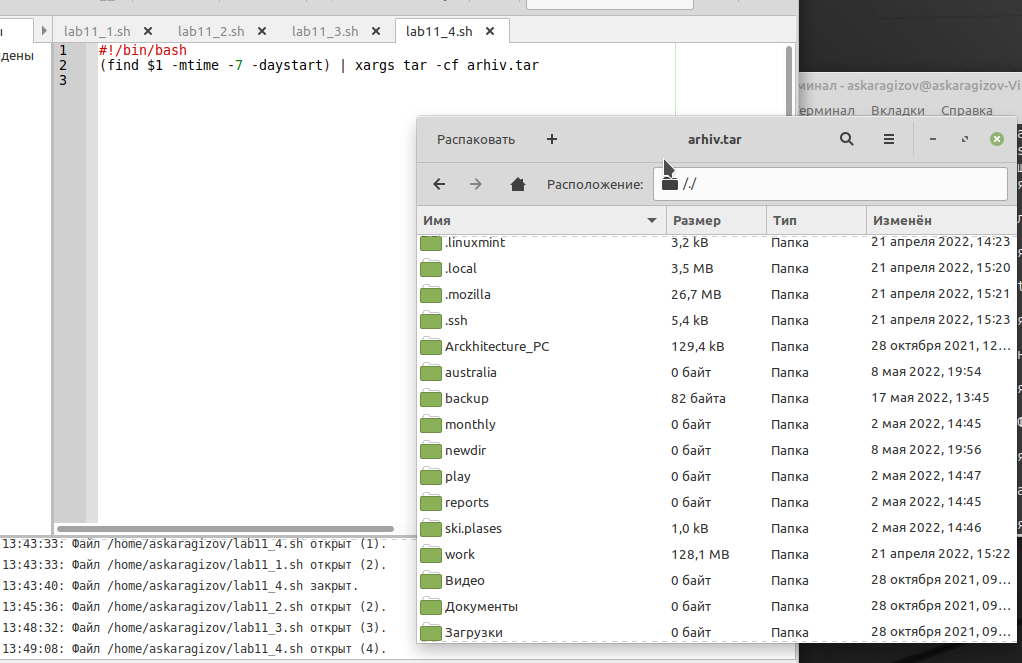 lab11_1.sh
lab11_2.sh
lab11_3.sh
lab11_4.sh
дены
1 #!/bin/bash
2 (find $1 -mtime -7 -daystart) | xargs tar -cf arhiv.tar
3
минал - askaragizov@askaragizov-Vi
ерминал Вкладки Справка
Распаковать + arhiv.tar
Расположение: /./
Имя Размер Тип Изменён
.linuxmint 3,2 kB Папка 21 апреля 2022, 14:23
.local 3,5 MB Папка 21 апреля 2022, 15:20
.mozilla 26,7 MB Папка 21 апреля 2022, 15:21
.ssh 5,4 kB Папка 21 апреля 2022, 15:23
Arckhitecture_PC 129,4 kB Папка 28 октября 2021, 12...
australia 0 байт Папка 8 мая 2022, 19:54
backup 82 байта Папка 17 мая 2022, 13:45
monthly 0 байт Папка 2 мая 2022, 14:45
newdir 0 байт Папка 8 мая 2022, 19:56
play 0 байт Папка 2 мая 2022, 14:47
reports 0 байт Папка 2 мая 2022, 14:45
ski.plases 1,0 kB Папка 2 мая 2022, 14:46
work 128,1 MB Папка 21 апреля 2022, 15:22
Видео 0 байт Папка 28 октября 2021, 09...
Документы 0 байт Папка 28 октября 2021, 09...
Загрузки 0 байт Папка 28 октября 2021, 09...
13:43:33: Файл /home/askaragizov/lab11_4.sh открыт (1).
13:43:33: Файл /home/askaragizov/lab11_1.sh открыт (2).
13:43:40: Файл /home/askaragizov/lab11_4.sh закрыт.
13:45:36: Файл /home/askaragizov/lab11_2.sh открыт (2).
13:48:32: Файл /home/askaragizov/lab11_3.sh открыт (3).
13:49:08: Файл /home/askaragizov/lab11_4.sh открыт (4).